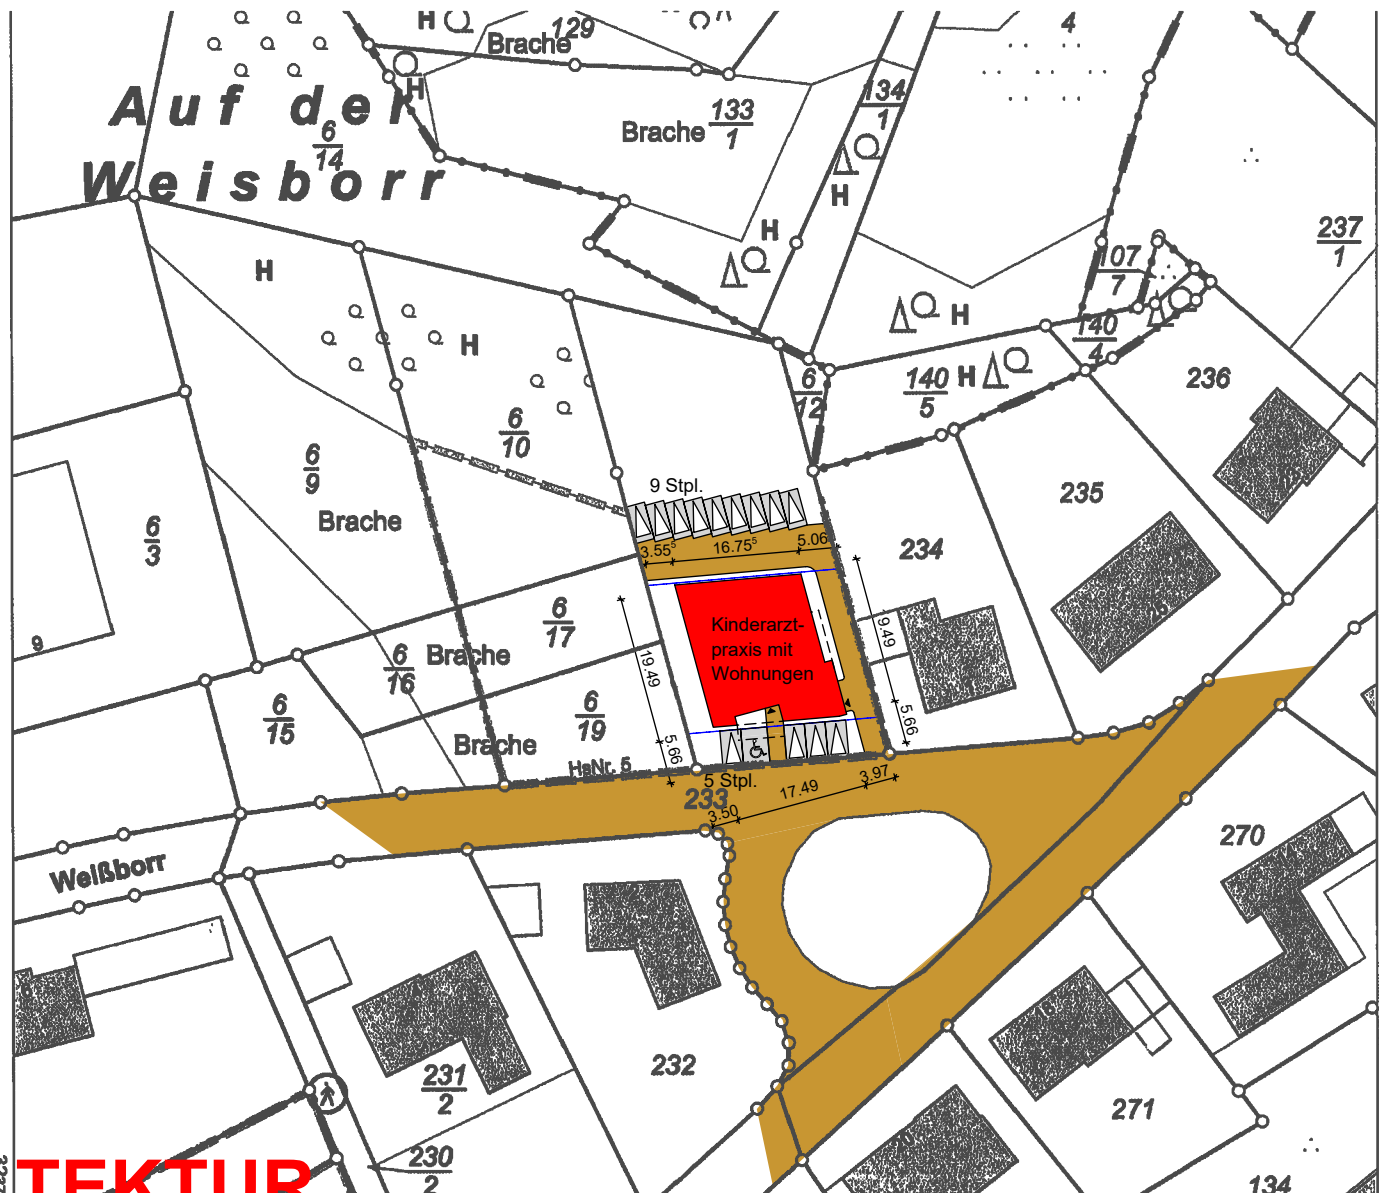 H
129
Brache
4
Auf der
6
14
H
133
1
Brache
134
1
Weisborr
H
H
237
1
H
107
7
H
H
140
4
6
12
140
5
H
236
6
10
6
9
235
9 Stpl.
Brache
6
3
3.55⁵
16.75⁵
5.06
234
6
17
Kinderarzt-
praxis mit
Wohnungen
9.49
9
6
16
Brache
19.49
6
15
6
19
5.66
5.66
Brache
HsNr. 5
5 Stpl.
233
3.50
17.49
3.97
270
Weißborr
232
231
2
271
230
2
134
TEKTUR